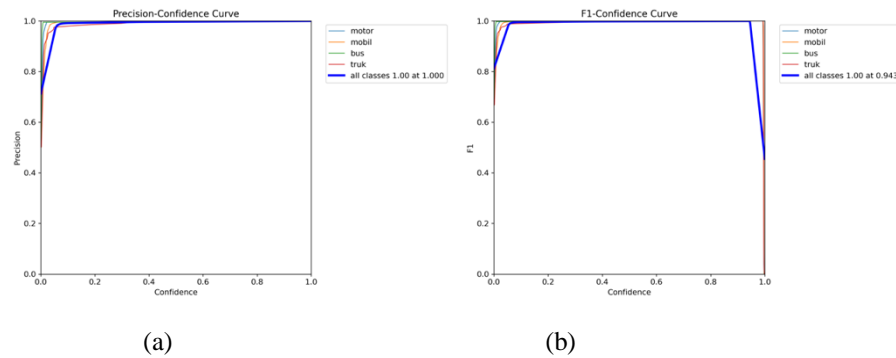 Precision-Confidence Curve
1.0
0.8
0.6
0.4
0.2
0.0
Precision
0.0 0.2 0.4 0.6 0.8 1.0
Confidence
motor
mobil
bus
truk
all classes 1.00 at 1.000
(a)
F1-Confidence Curve
1.0
0.8
0.6
0.4
0.2
0.0
F1
0.0 0.2 0.4 0.6 0.8 1.0
Confidence
motor
mobil
bus
truk
all classes 1.00 at 0.943
(b)